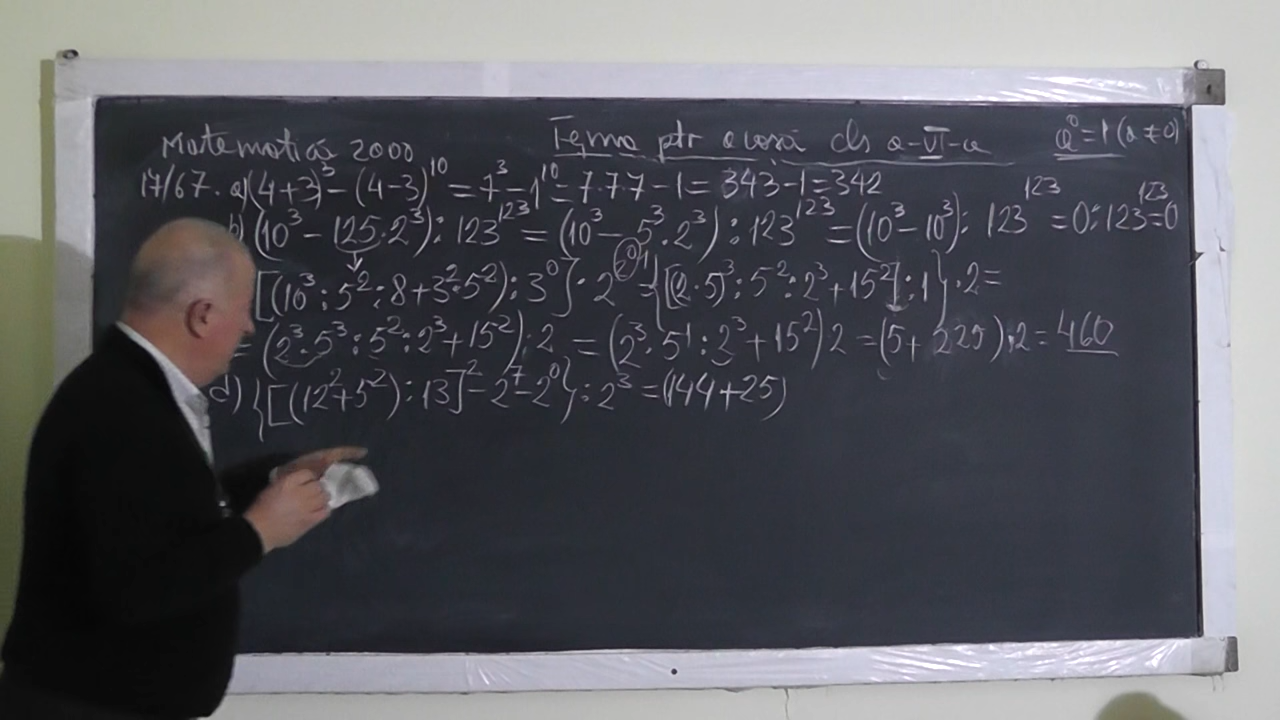 Matematică 2000 Tema ptr acasă cls a-VI-a a⁰=1 (a ≠ 0)
17/67. a) (4+3)³ - (4-3)¹⁰ = 7³ - 1¹⁰ = 7·7·7 - 1 = 343 - 1 = 342
b) (10³ - 125·2³) : 123¹²³ = (10³ - 5³·2³) : 123¹²³ = (10³ - 10³) : 123¹²³ = 0 : 123¹²³ = 0
[(10³ : 5² : 8 + 3²·5²) : 3⁰]· 2^2^0^1 = {[(2·5)³ : 5² : 2³ + 15²] : 1}·2 =
= (2³·5³ : 5² : 2³ + 15²)·2 = (2³·5¹ : 2³ + 15²)2 = (5 + 225)·2 = 460
d) {[(12² + 5²) : 13]² - 2⁷ - 2⁰} : 2³ = (144 + 25)